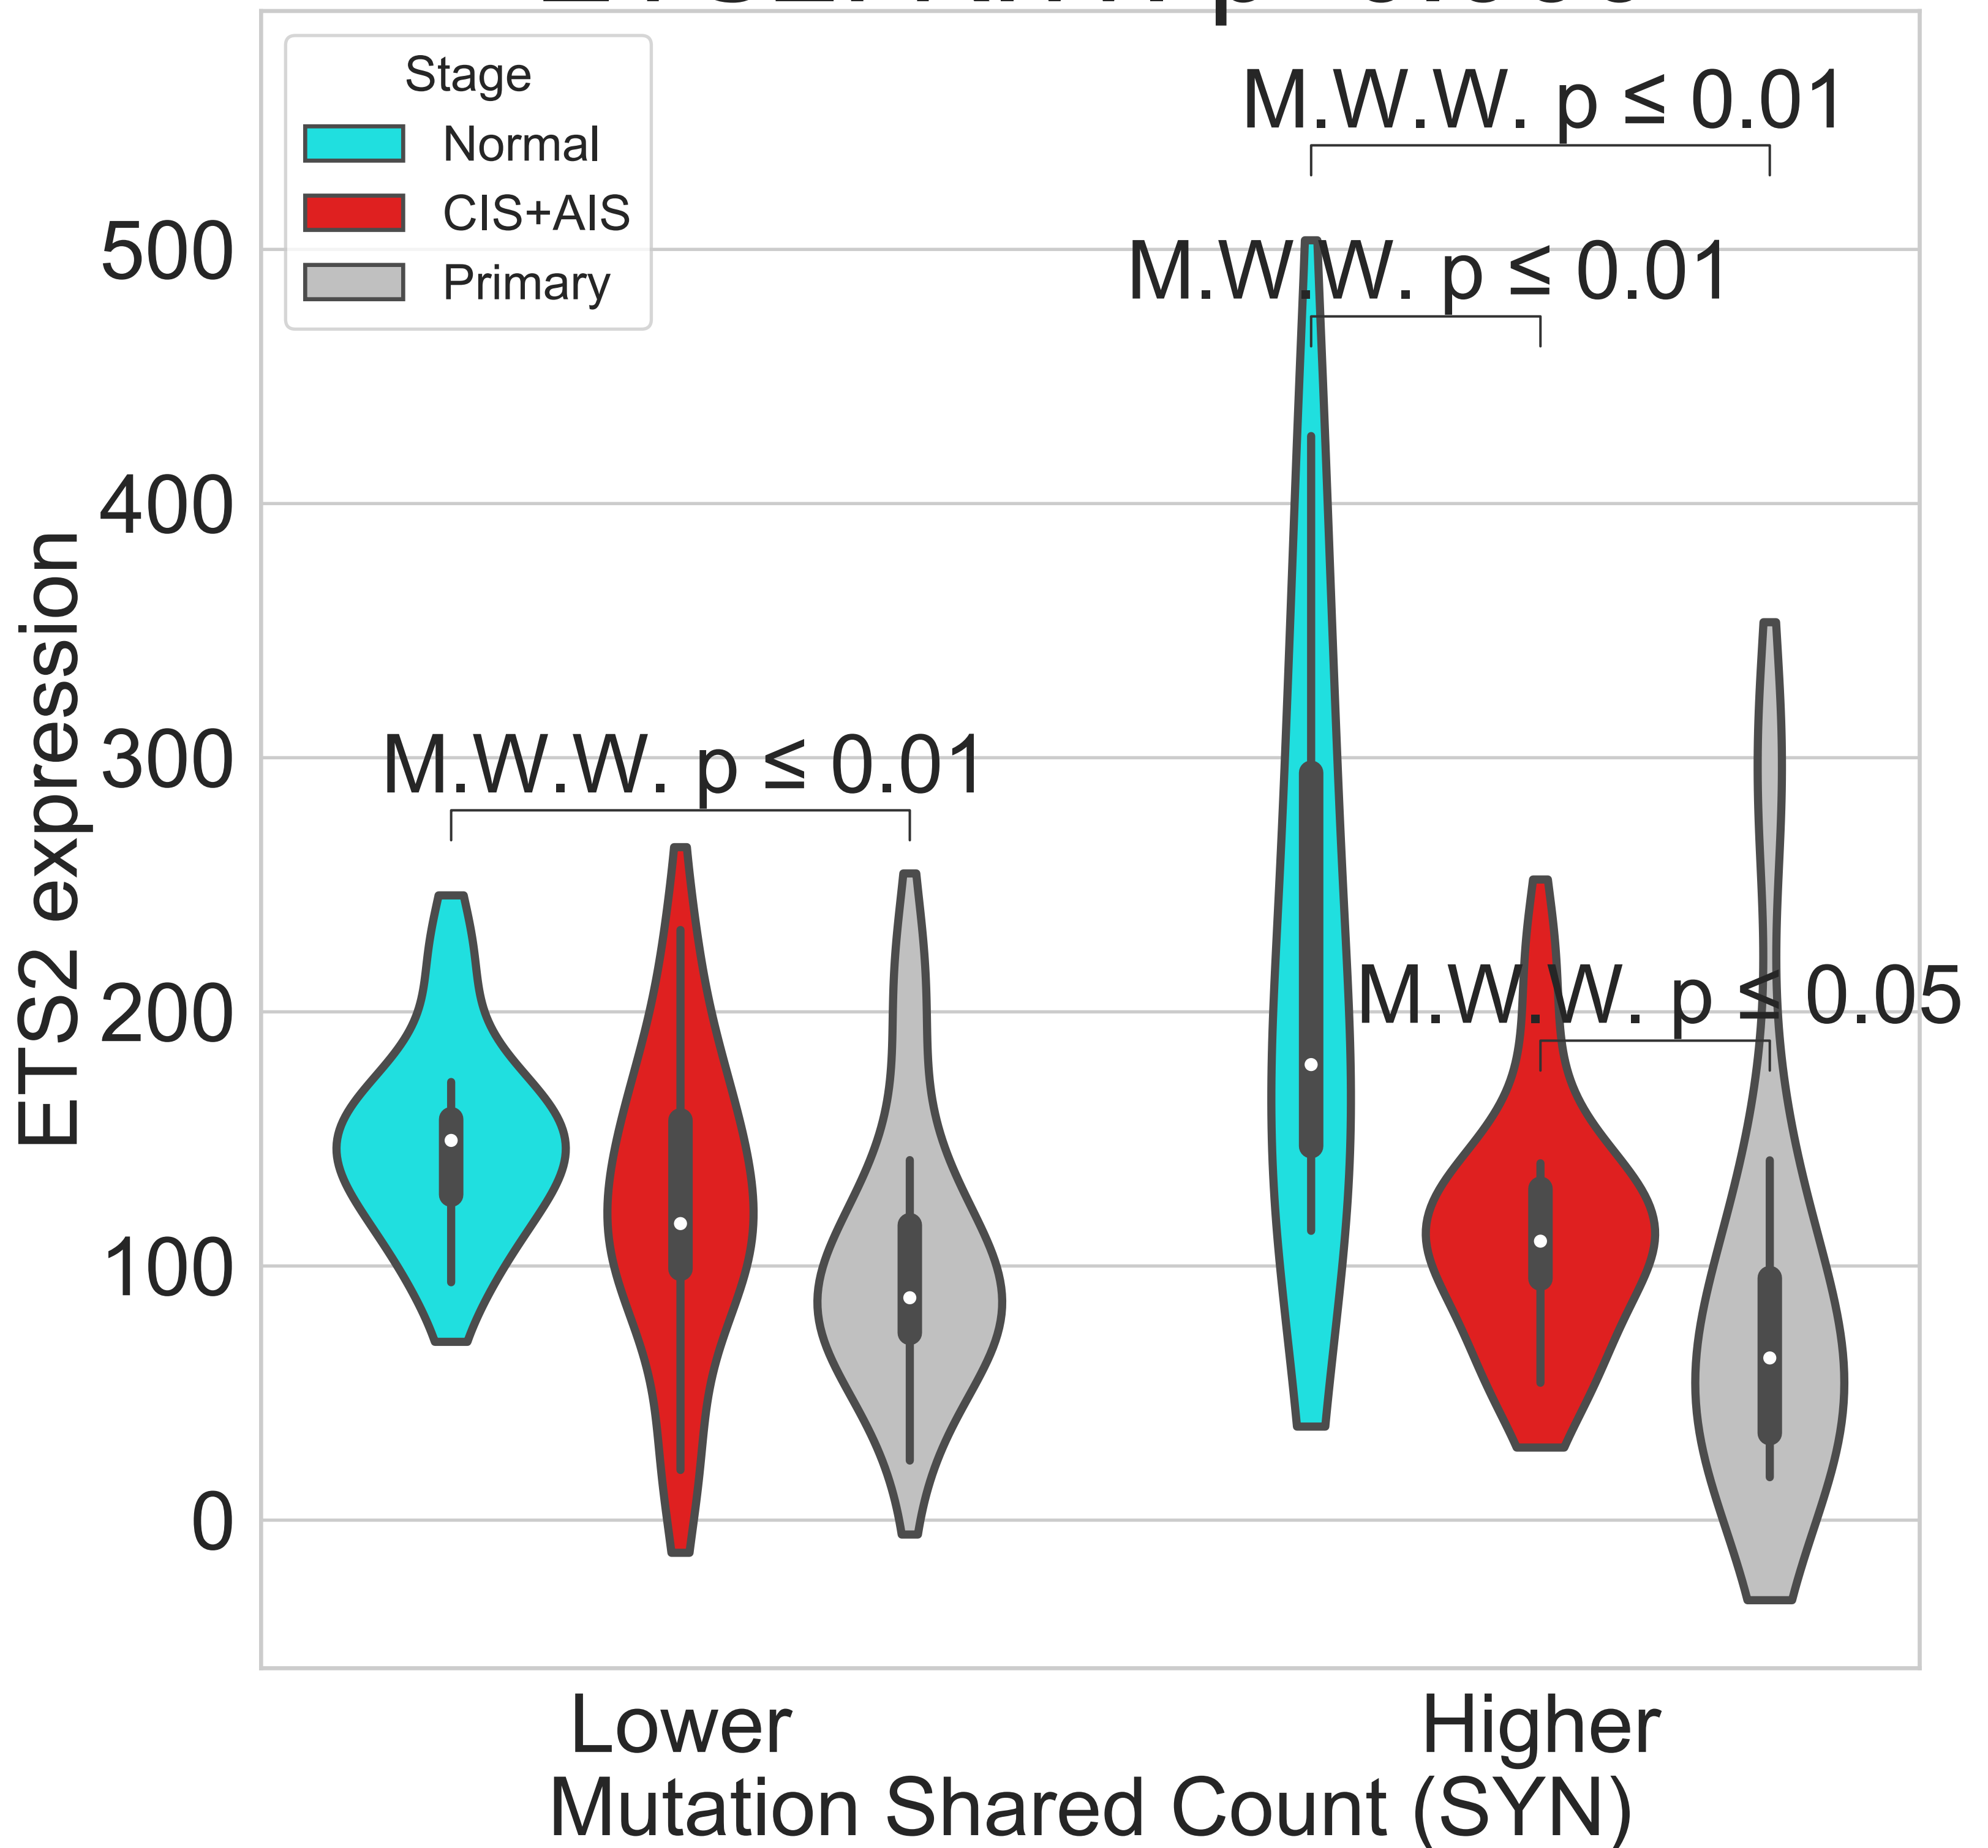 Stage
Normal
CIS+AIS
Primary
M.W.W. p ≤ 0.01
M.W.W. p ≤ 0.01
M.W.W. p ≤ 0.01
M.W.W. p ≤ 0.05
500
400
300
200
100
0
ETS2 expression
Lower
Higher
Mutation Shared Count (SYN)